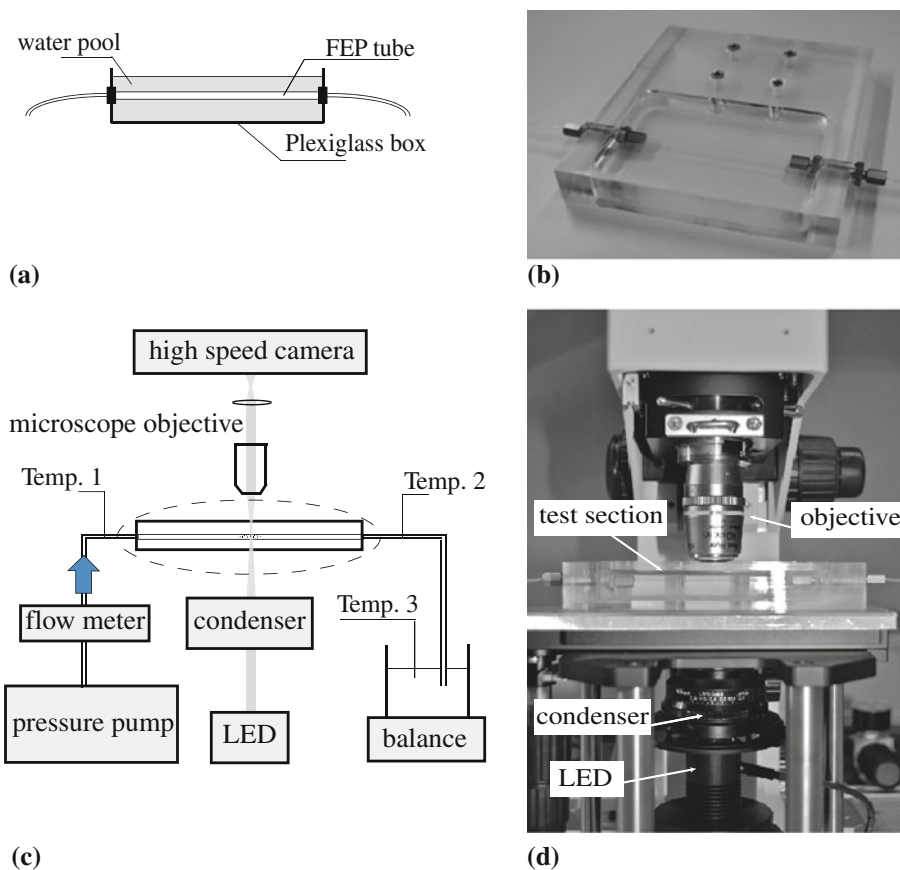 water pool
FEP tube
Plexiglass box
(a)
(b)
high speed camera
microscope objective
Temp. 1
Temp. 2
flow meter
condenser
Temp. 3
pressure pump
LED
balance
(c)
test section
objective
condenser
LED
(d)